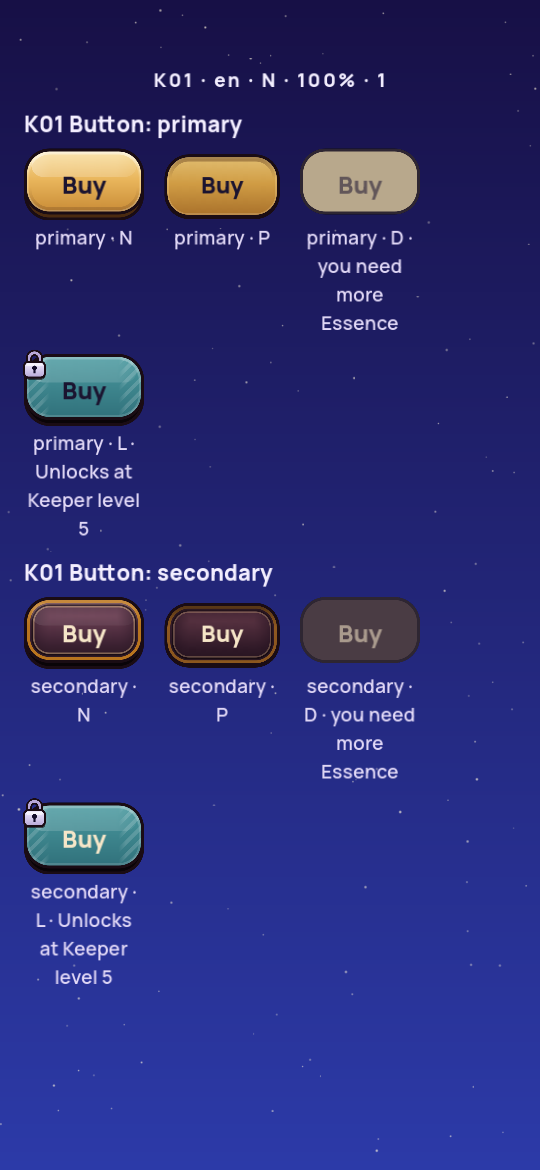 K01 · en · N · 100% · 1
K01 Button: primary
Buy
Buy
Buy
primary · N
primary · P
primary · D ·
you need
more
Essence
Buy
primary · L ·
Unlocks at
Keeper level
5
K01 Button: secondary
Buy
Buy
Buy
secondary ·
N
secondary ·
P
secondary ·
D · you need
more
Essence
Buy
secondary ·
L · Unlocks
at Keeper
level 5